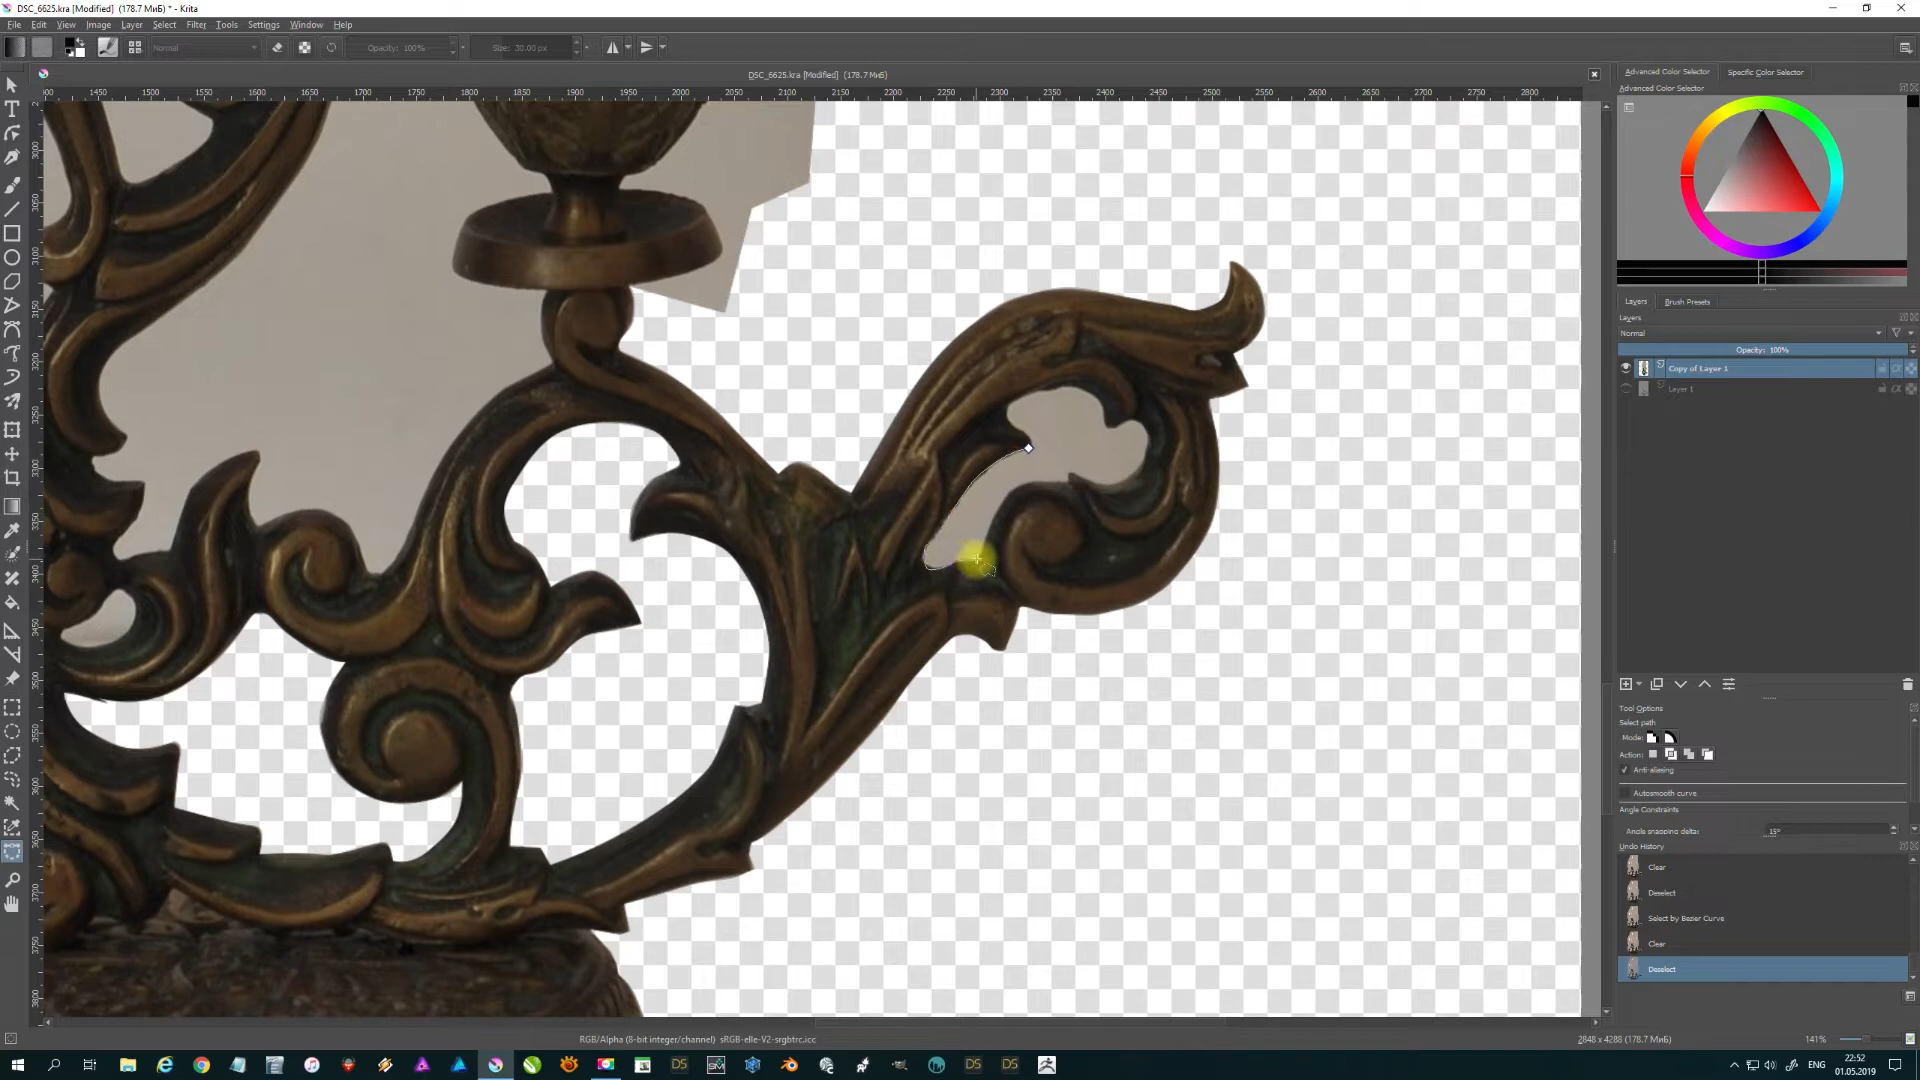 DSC_6625.kra [Modified] (178.7 МиБ) * - Krita
File Edit View Image Layer Select Filter Tools Settings Window Help
Normal Opacity: 100% Size: 30.00 px
DSC_6625.kra [Modified] (178.7 МиБ)
1450 1500 1550 1600 1650 1700 1750 1800 1850 1900 1950 2000 2050 2100 2150 2200 2250 2300 2350 2400 2450 2500 2550 2600 2650 2700 2750 2800
Advanced Color Selector Specific Color Selector
Advanced Color Selector
Layers Brush Presets
Layers
Normal
Opacity: 100%
Copy of Layer 1
Layer 1
Tool Options
Select path
Mode:
Action:
Anti-aliasing
Autosmooth curve
Angle Constraints
Angle snapping delta: 15°
Undo History
Clear
Deselect
Select by Bezier Curve
Clear
Deselect
RGB/Alpha (8-bit integer/channel) sRGB-elle-V2-srgbtrc.icc
2848 x 4288 (178.7 МиБ)
141%
ENG
22:52
01.05.2019